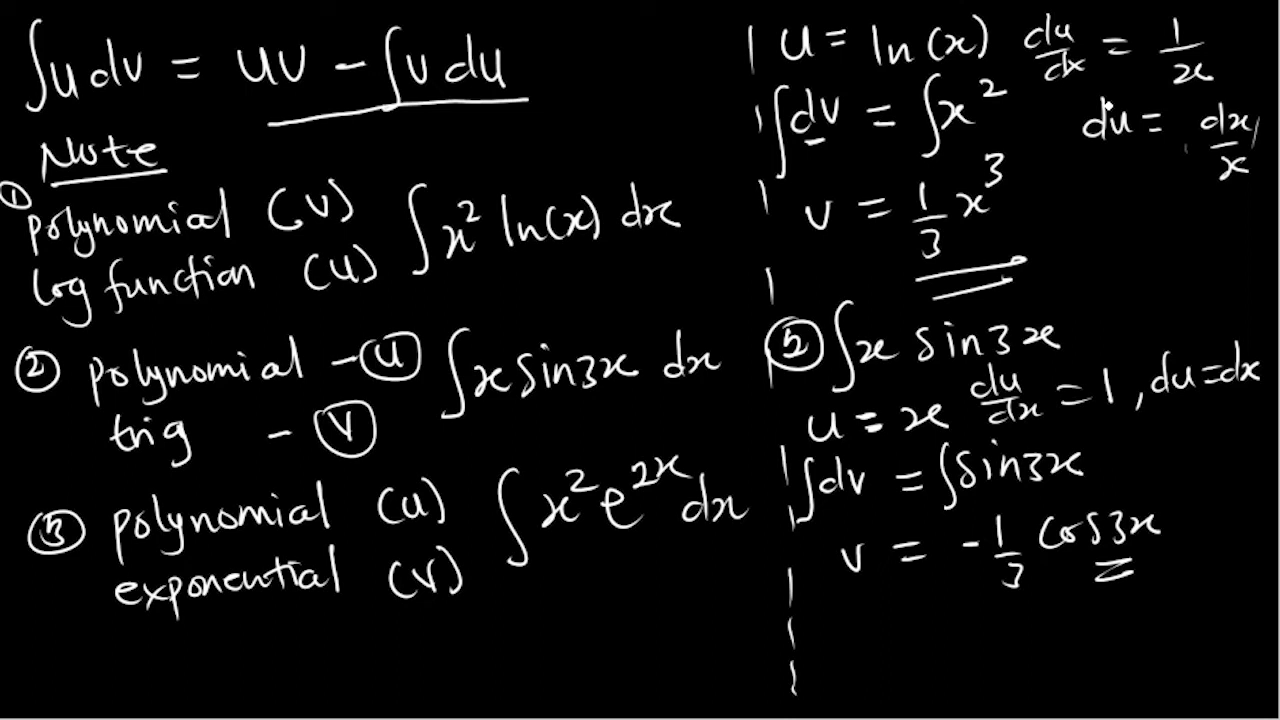 ∫u dv = uv - ∫v du
Note
① polynomial (v)
log function (u) ∫x² ln(x) dx
② polynomial - u ∫x sin3x dx
trig - v
③ polynomial (u) ∫x² e^2x dx
exponential (v)
u = ln(x) du/dx = 1/x
∫dv = ∫x² du = dx/x
v = 1/3 x³
② ∫x sin3x
u = x du/dx = 1, du=dx
∫dv = ∫sin3x
v = -1/3 cos3x